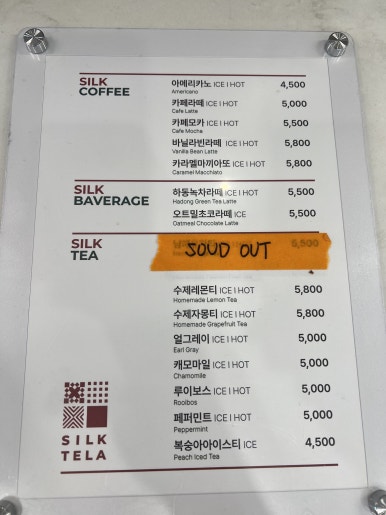 SILK
COFFEE
아메리카노 ICE I HOT 4,500
Americano
카페라떼 ICE I HOT 5,000
Cafe Latte
카페모카 ICE I HOT 5,500
Cafe Mocha
바닐라빈라떼 ICE I HOT 5,800
Vanilla Bean Latte
카라멜마끼아또 ICE I HOT 5,800
Caramel Macchiato
SILK
BAVERAGE
하동녹차라떼 ICE I HOT 5,500
Hadong Green Tea Latte
오트밀초코라떼 ICE 5,500
Oatmeal Chocolate Latte
SILK
TEA
5,500
SOUD OUT
수제레몬티 ICE I HOT 5,800
Homemade Lemon Tea
수제자몽티 ICE I HOT 5,800
Homemade Grapefruit Tea
얼그레이 ICE I HOT 5,000
Earl Gray
캐모마일 ICE I HOT 5,000
Chamomile
루이보스 ICE I HOT 5,000
Rooibos
페퍼민트 ICE I HOT 5,000
Peppermint
복숭아아이스티 ICE 4,500
Peach Iced Tea
SILK
TELA